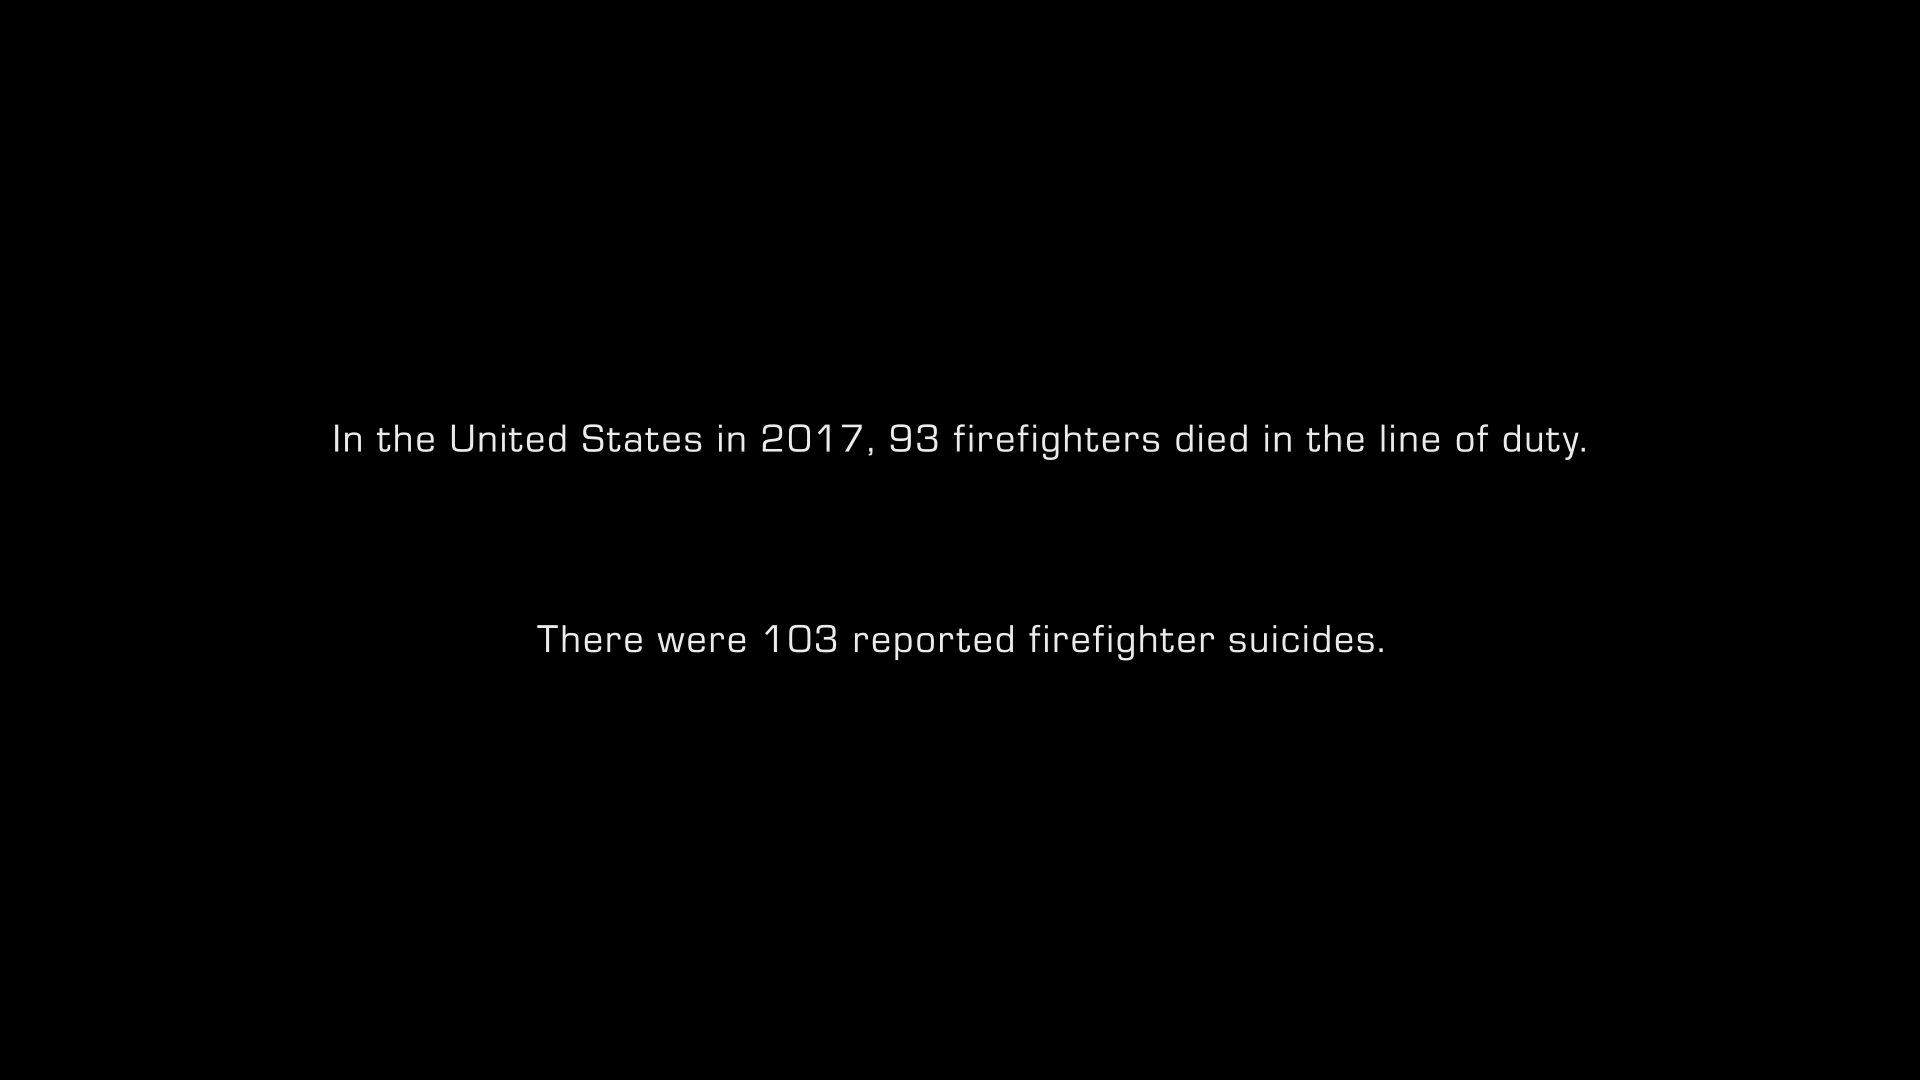 In the United States in 2017, 93 firefighters died in the line of duty.
There were 103 reported firefighter suicides.